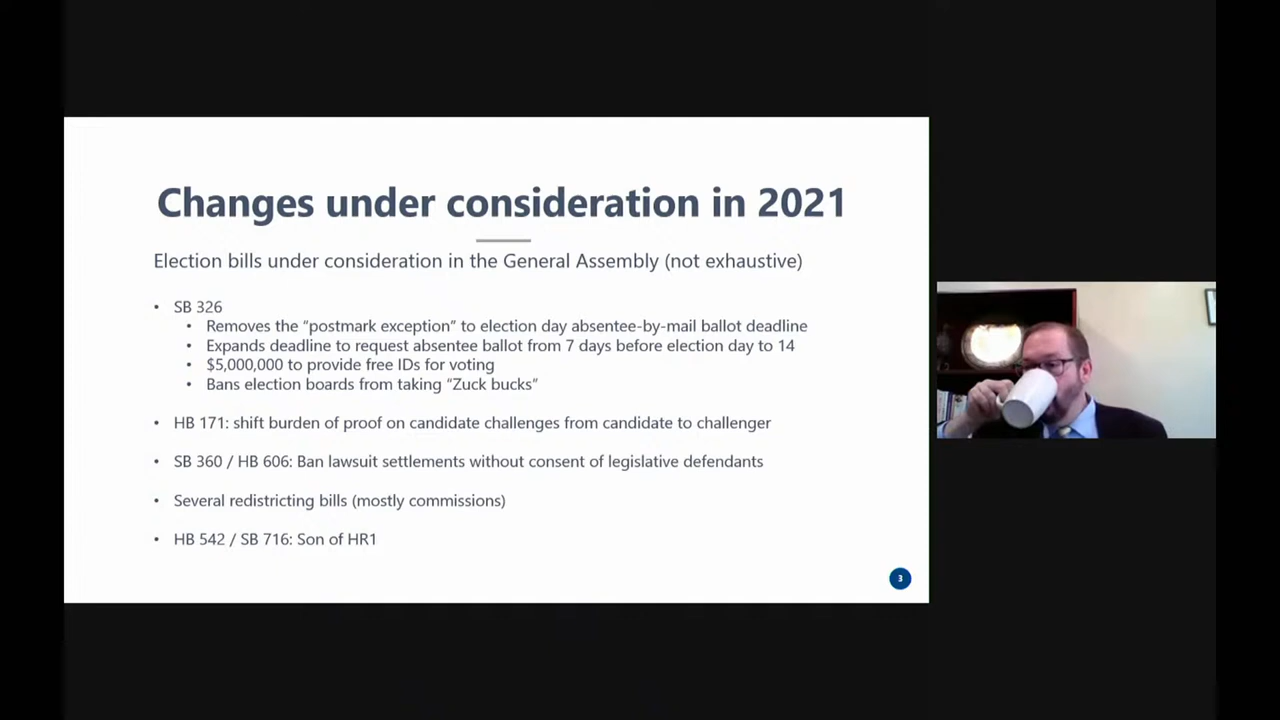 Changes under consideration in 2021
Election bills under consideration in the General Assembly (not exhaustive)
• SB 326
• Removes the “postmark exception” to election day absentee-by-mail ballot deadline
• Expands deadline to request absentee ballot from 7 days before election day to 14
• $5,000,000 to provide free IDs for voting
• Bans election boards from taking “Zuck bucks”
• HB 171: shift burden of proof on candidate challenges from candidate to challenger
• SB 360 / HB 606: Ban lawsuit settlements without consent of legislative defendants
• Several redistricting bills (mostly commissions)
• HB 542 / SB 716: Son of HR1
3